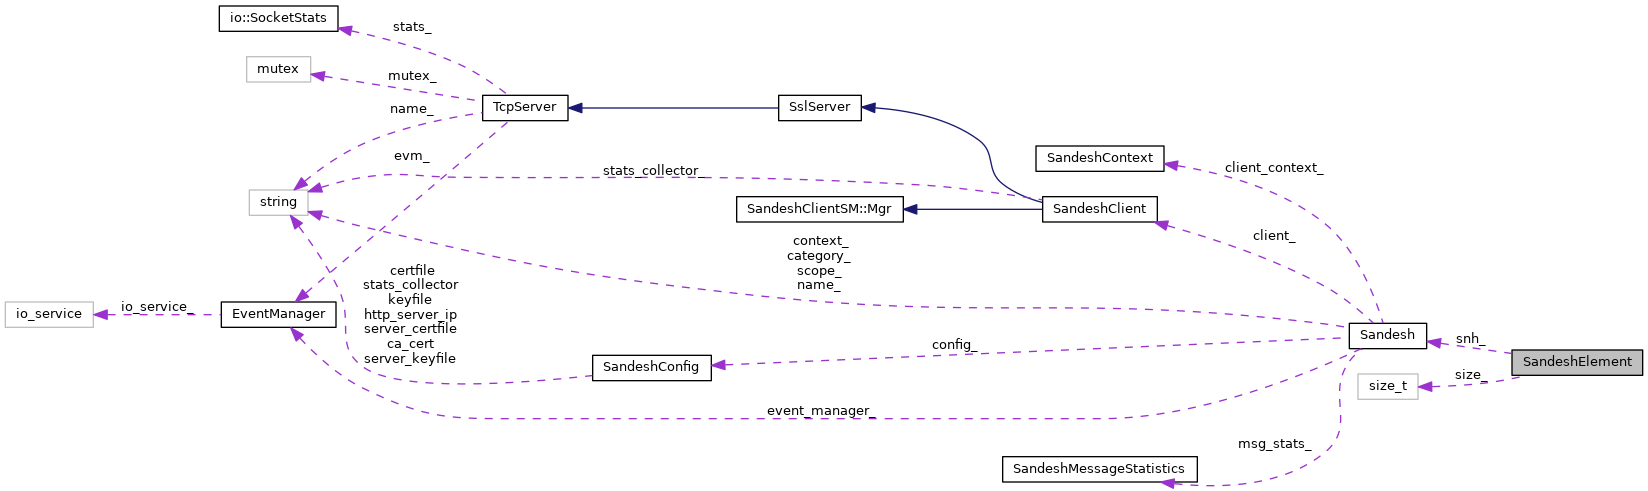 io::SocketStats
stats_
mutex
mutex_
TcpServer
SslServer
name_
evm_
SandeshContext
client_context_
stats_collector_
string
SandeshClientSM::Mgr
SandeshClient
client_
context_
category_
scope_
name_
certfile
stats_collector
keyfile
http_server_ip
server_certfile
ca_cert
server_keyfile
io_service
io_service_
EventManager
Sandesh
snh_
config_
SandeshConfig
SandeshElement
size_t
size_
event_manager_
msg_stats_
SandeshMessageStatistics